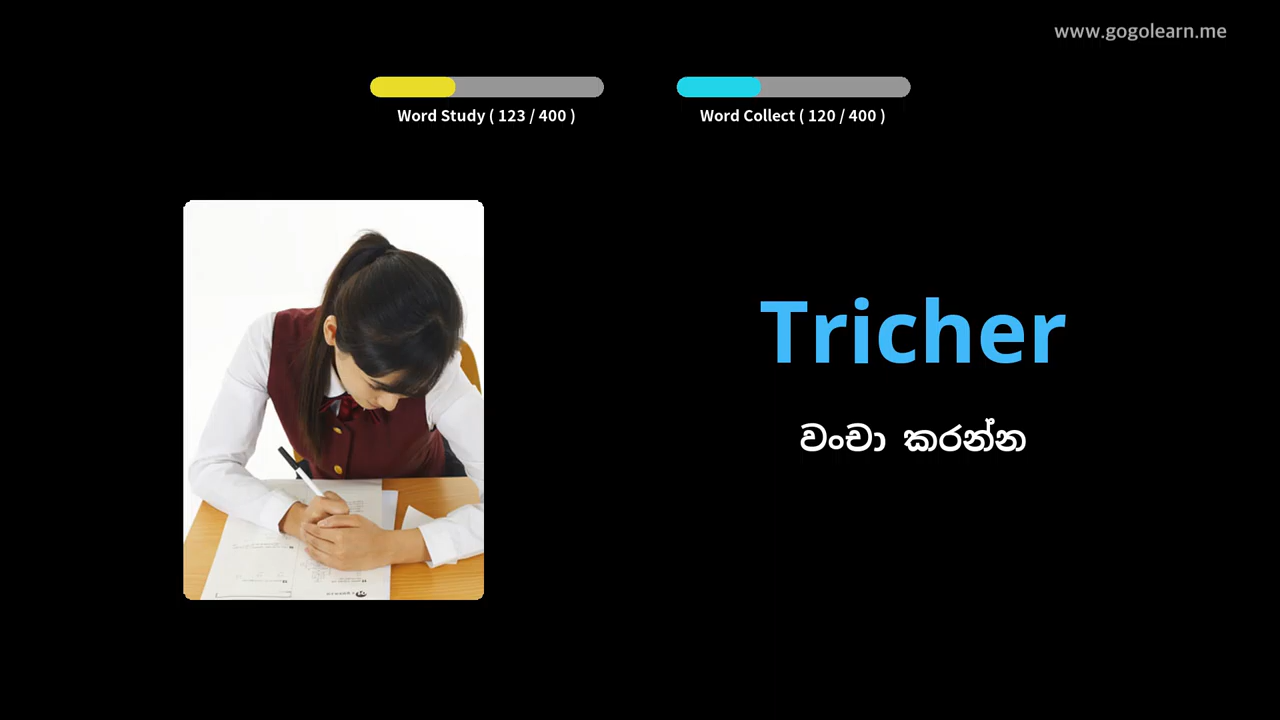 www.gogolearn.me
Word Study ( 123 / 400 )
Word Collect ( 120 / 400 )
Tricher
වංචා කරන්න